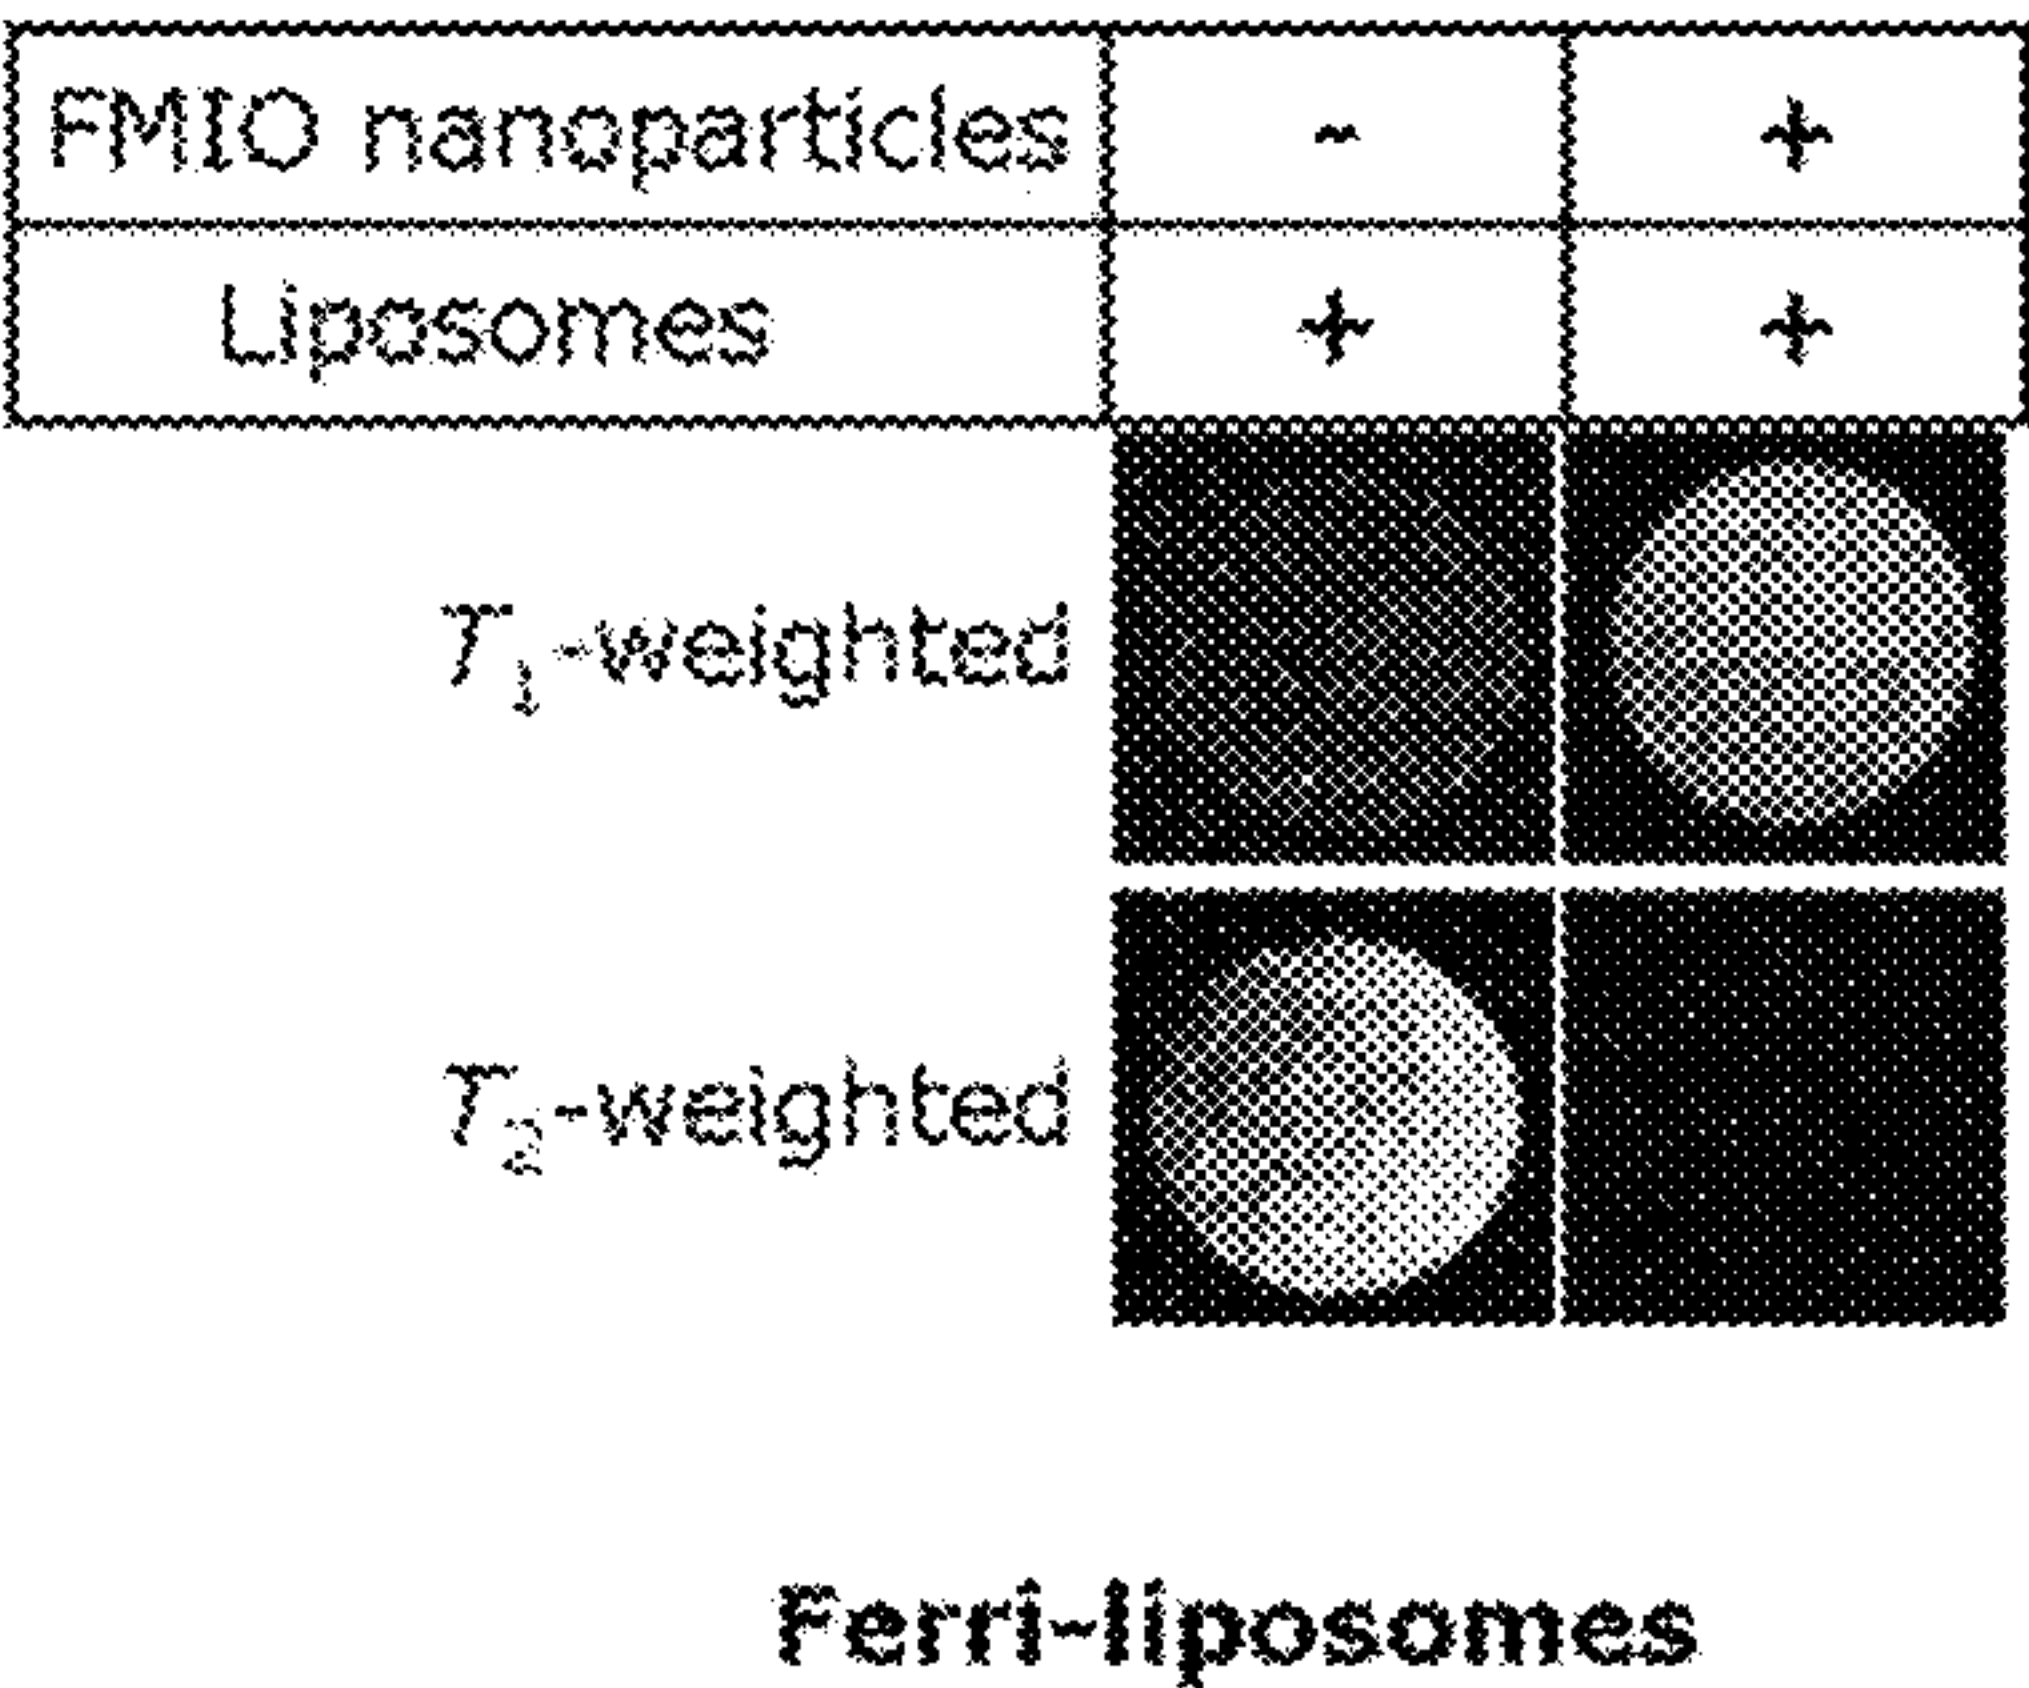 FMIO nanoparticles - +
Liposomes + +
T1-weighted
T2-weighted
Ferri-liposomes